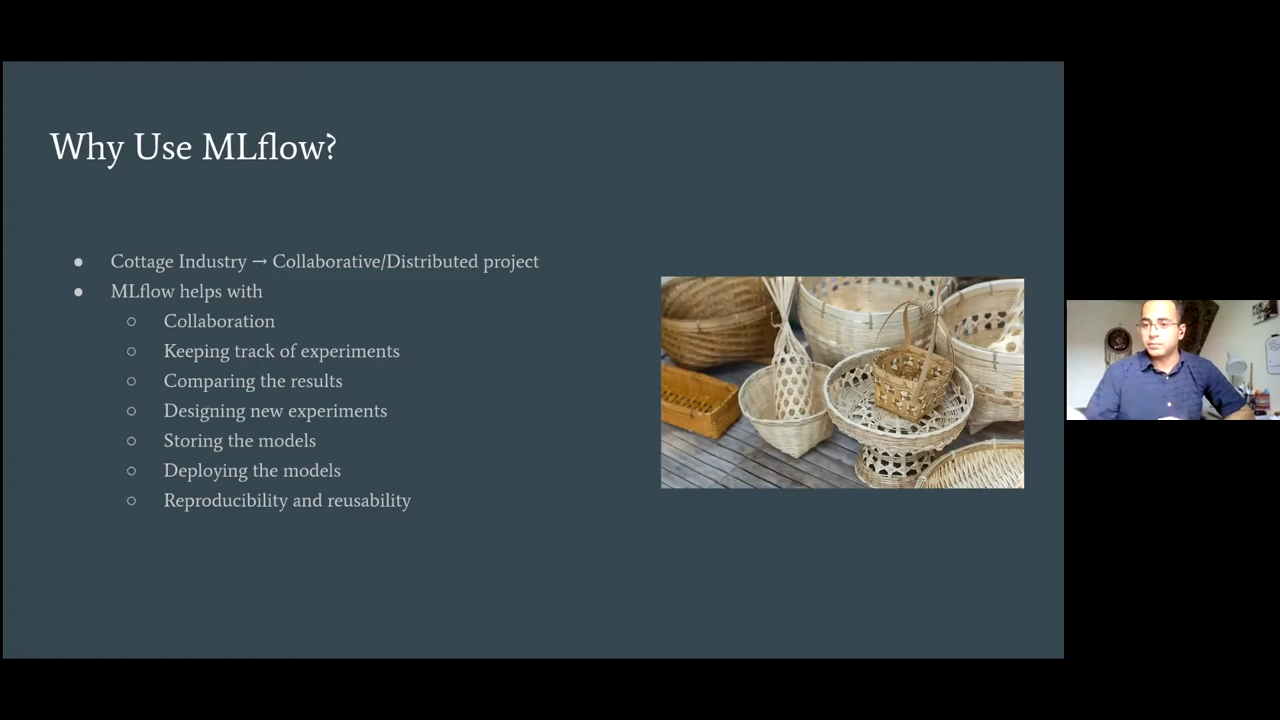 Why Use MLflow?
● Cottage Industry → Collaborative/Distributed project
● MLflow helps with
○ Collaboration
○ Keeping track of experiments
○ Comparing the results
○ Designing new experiments
○ Storing the models
○ Deploying the models
○ Reproducibility and reusability